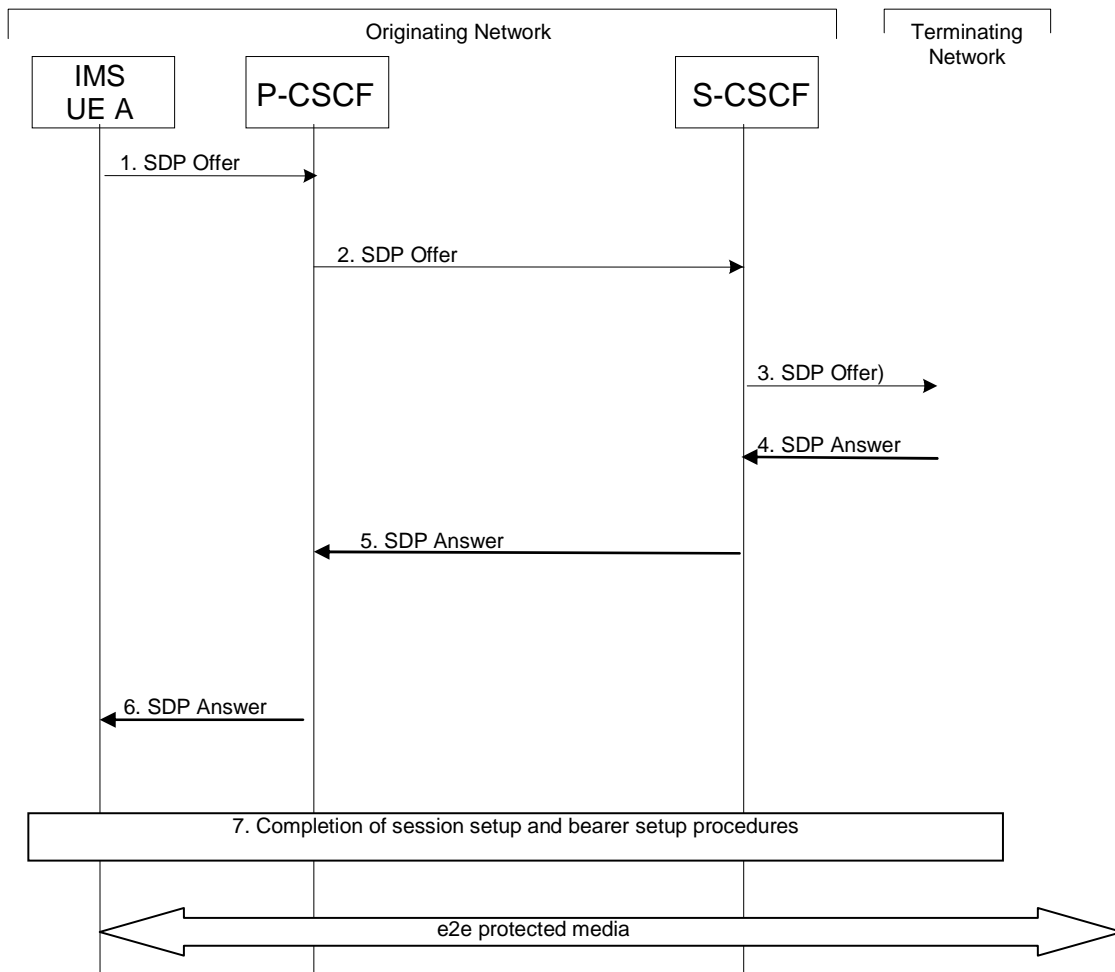 Originating Network
Terminating
Network
IMS
UE A
P-CSCF
S-CSCF
1. SDP Offer
2. SDP Offer
3. SDP Offer)
4. SDP Answer
5. SDP Answer
6. SDP Answer
7. Completion of session setup and bearer setup procedures
e2e protected media